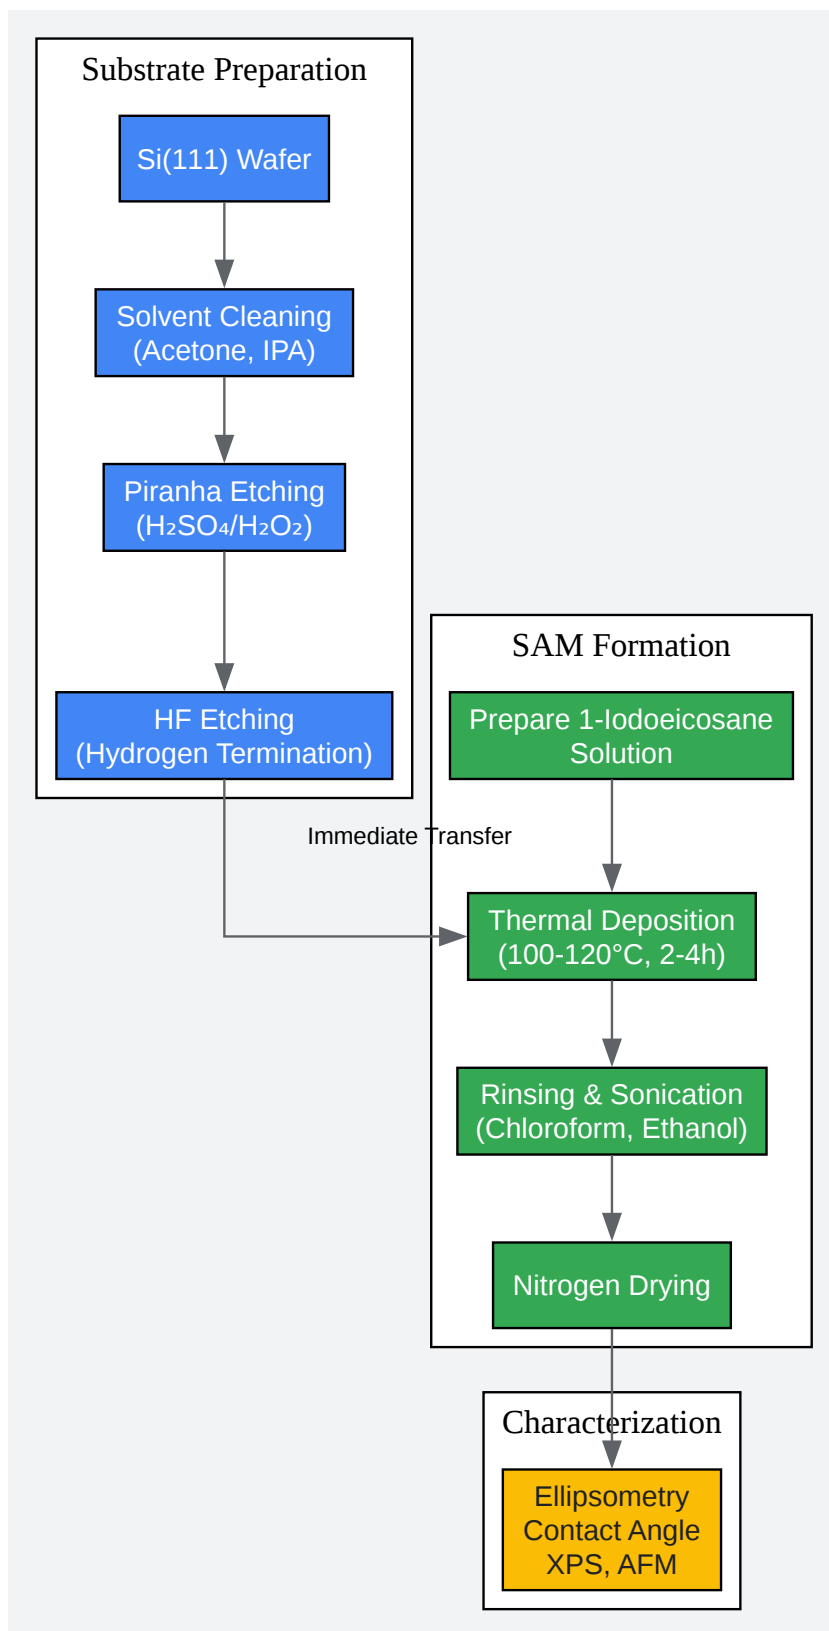 Substrate Preparation
Si(111) Wafer
Solvent Cleaning
(Acetone, IPA)
Piranha Etching
(H₂SO₄/H₂O₂)
HF Etching
(Hydrogen Termination)
SAM Formation
Prepare 1-Iodoeicosane
Solution
Immediate Transfer
Thermal Deposition
(100-120°C, 2-4h)
Rinsing & Sonication
(Chloroform, Ethanol)
Nitrogen Drying
Characterization
Ellipsometry
Contact Angle
XPS, AFM